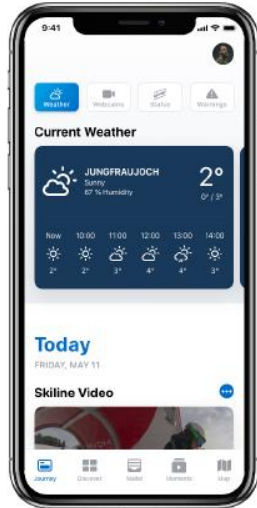 9:41
Weather Webcams Status Warnings
Current Weather
JUNGFRAUJOCH
Sunny
67 % Humidity
2°
0° / 3°
Now 10:00 11:00 12:00 13:00 14:00
2° 2° 3° 4° 4° 3°
Today
FRIDAY, MAY 11
Skiline Video
Journey Discover Wallet Moments Map